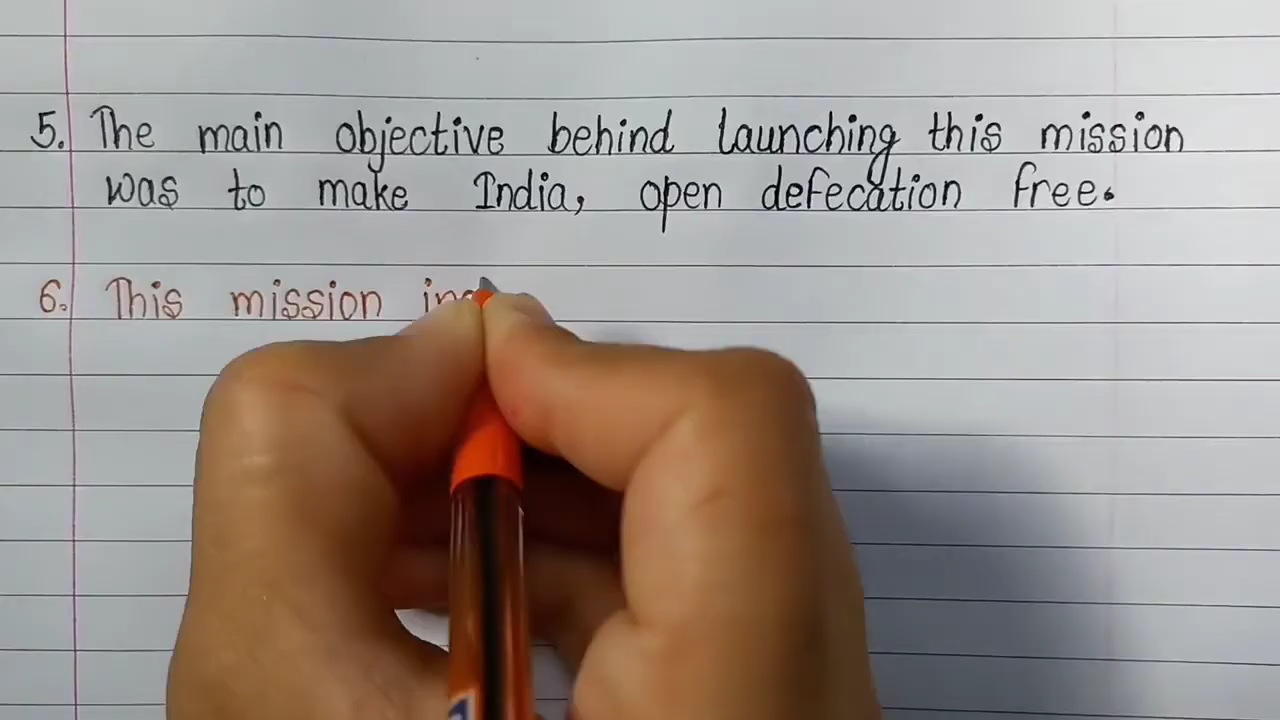 5. The main objective behind launching this mission
was to make India, open defecation free.
6. This mission